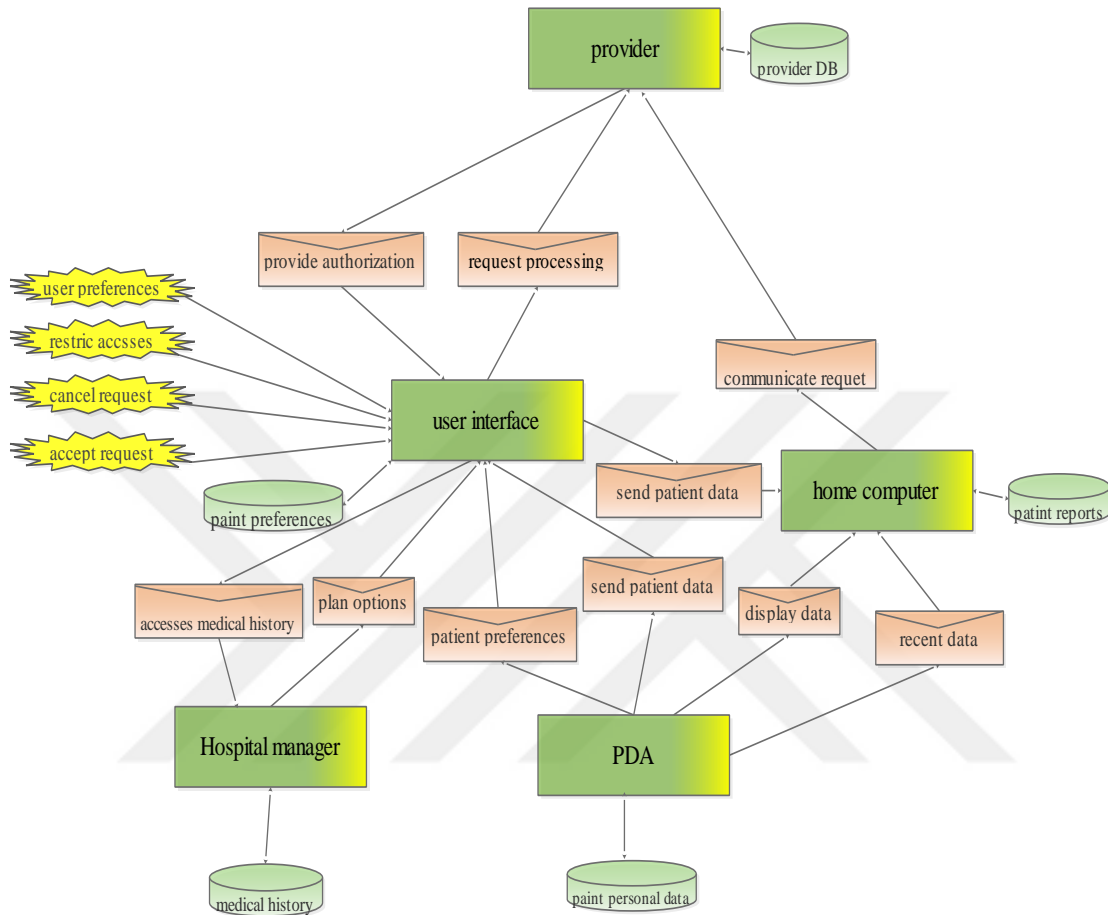 provider
provider DB
provide authorization
request processing
user preferences
restric accsses
cancel request
accept request
communicate requet
user interface
send patient data
home computer
patint reports
paint preferences
accesses medical history
plan options
patient preferences
send patient data
display data
recent data
Hospital manager
PDA
medical history
paint personal data